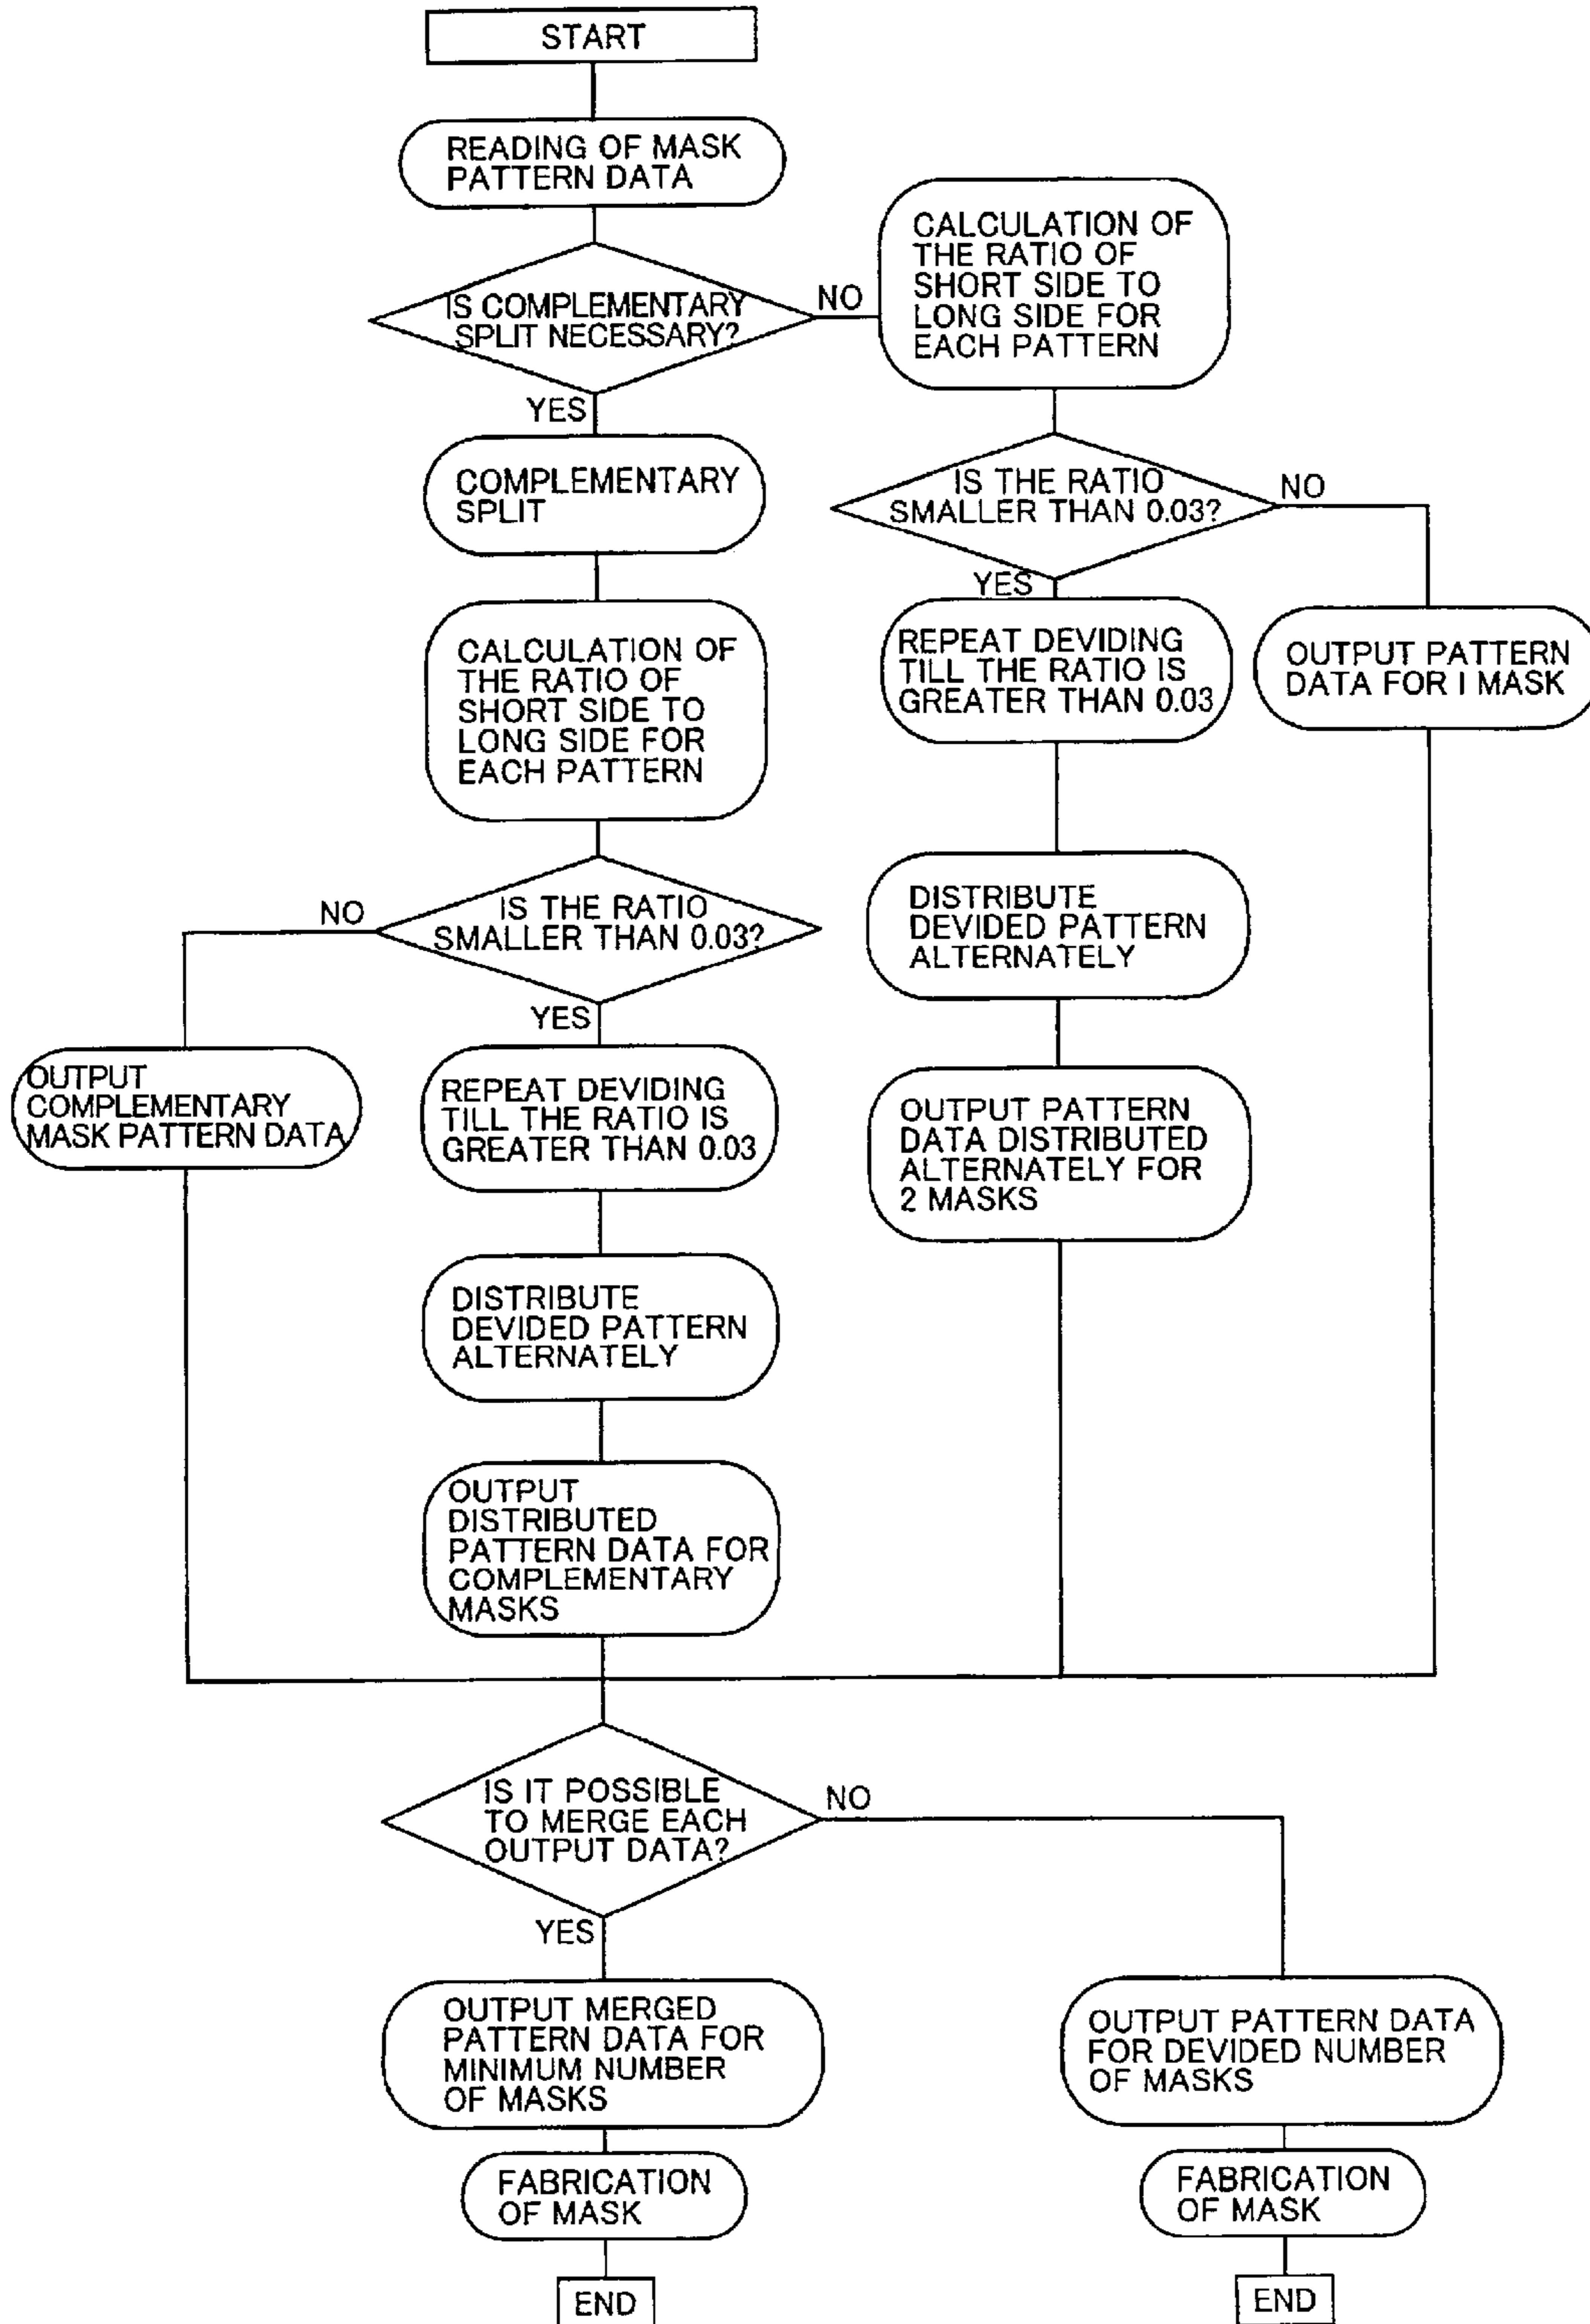 START
READING OF MASK
PATTERN DATA
IS COMPLEMENTARY
SPLIT NECESSARY?
NO
YES
CALCULATION OF
THE RATIO OF
SHORT SIDE TO
LONG SIDE FOR
EACH PATTERN
COMPLEMENTARY
SPLIT
IS THE RATIO
SMALLER THAN 0.03?
NO
YES
CALCULATION OF
THE RATIO OF
SHORT SIDE TO
LONG SIDE FOR
EACH PATTERN
REPEAT DEVIDING
TILL THE RATIO IS
GREATER THAN 0.03
OUTPUT PATTERN
DATA FOR I MASK
IS THE RATIO
SMALLER THAN 0.03?
NO
YES
DISTRIBUTE
DEVIDED PATTERN
ALTERNATELY
OUTPUT
COMPLEMENTARY
MASK PATTERN DATA
REPEAT DEVIDING
TILL THE RATIO IS
GREATER THAN 0.03
OUTPUT PATTERN
DATA DISTRIBUTED
ALTERNATELY FOR
2 MASKS
DISTRIBUTE
DEVIDED PATTERN
ALTERNATELY
OUTPUT
DISTRIBUTED
PATTERN DATA FOR
COMPLEMENTARY
MASKS
IS IT POSSIBLE
TO MERGE EACH
OUTPUT DATA?
NO
YES
OUTPUT MERGED
PATTERN DATA FOR
MINIMUM NUMBER
OF MASKS
OUTPUT PATTERN DATA
FOR DEVIDED NUMBER
OF MASKS
FABRICATION
OF MASK
FABRICATION
OF MASK
END
END